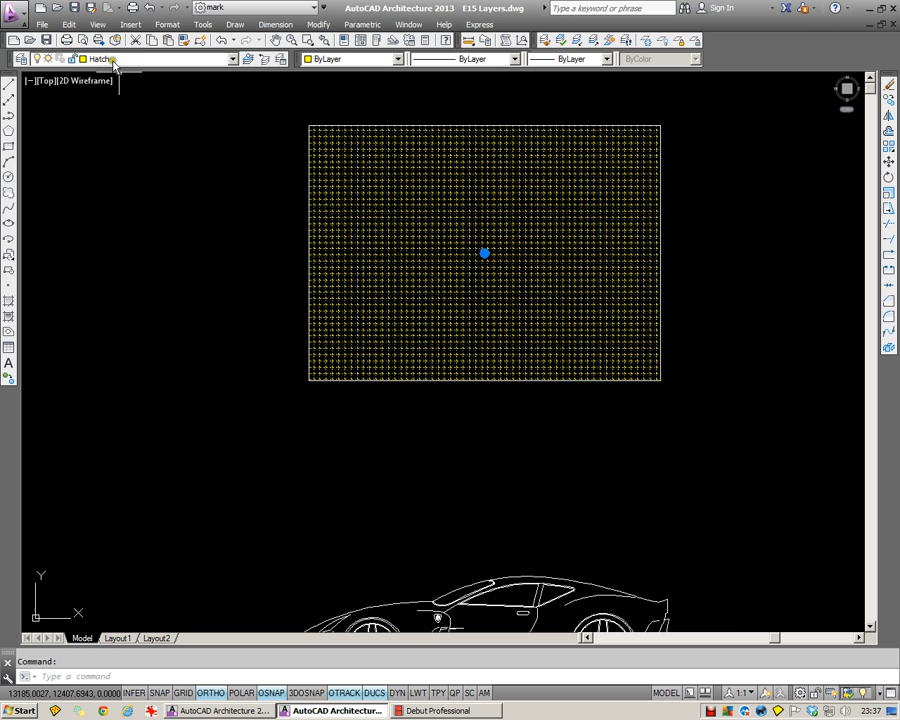 mark
AutoCAD Architecture 2013 E15 Layers.dwg
Type a keyword or phrase
Sign In
File Edit View Insert Format Tools Draw Dimension Modify Parametric Window Help Express
Hatch
ByLayer
ByLayer
ByLayer
ByColor
[−][Top][2D Wireframe]
N
Y
X
Model Layout1 Layout2
Command:
Type a command
13185.0027, 12407.6943, 0.0000 INFER SNAP GRID ORTHO POLAR OSNAP 3DOSNAP OTRACK DUCS DYN LWT TPY QP SC AM
MODEL
1:1
Start
AutoCAD Architecture 2...
AutoCAD Architectur...
Debut Professional
23:37